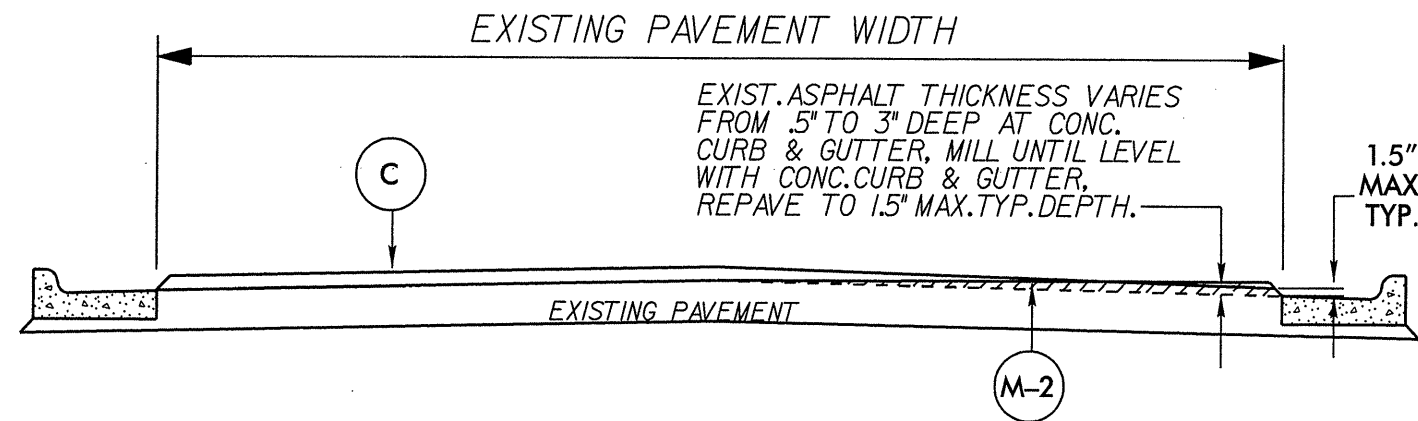 EXISTING PAVEMENT WIDTH
EXIST. ASPHALT THICKNESS VARIES
FROM .5" TO 3" DEEP AT CONC.
CURB & GUTTER, MILL UNTIL LEVEL
WITH CONC. CURB & GUTTER,
REPAVE TO 1.5" MAX. TYP. DEPTH.
1.5"
MAX
TYP.
C
EXISTING PAVEMENT
M-2